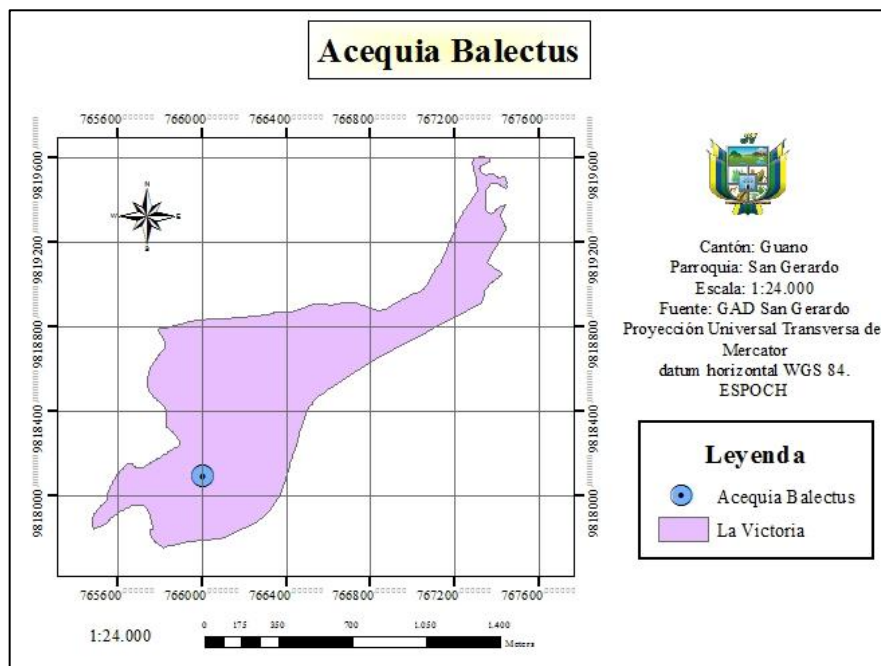 Acequia Balectus
765600 766000 766400 766800 767200 767600
9819600 9819600
N
W E
S
9819200 9819200
9818800 9818800
9818400 9818400
9818000 9818000
765600 766000 766400 766800 767200 767600
1:24.000
0 175 350 700 1.050 1.400
Meters
Cantón: Guano
Parroquia: San Gerardo
Escala: 1:24.000
Fuente: GAD San Gerardo
Proyección Universal Transversa de
Mercator
datum horizontal WGS 84.
ESPOCH
Leyenda
Acequia Balectus
La Victoria